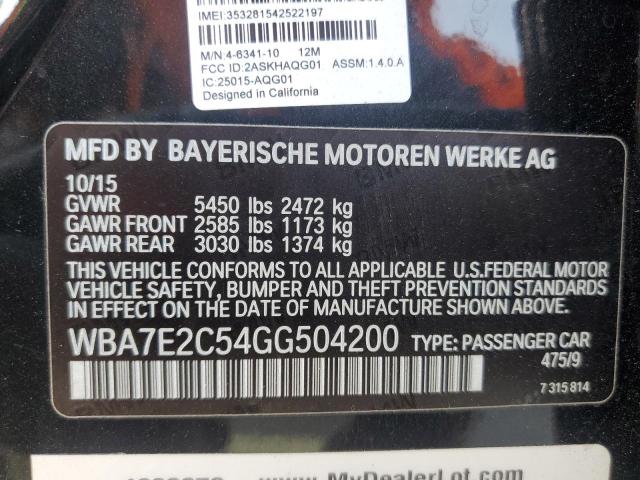 IMEI:353281542522197
M/N:4-6341-10 12M
FCC ID:2ASKHAQG01 ASSM:1.4.0.A
IC:25015-AQG01
Designed in California
MFD BY BAYERISCHE MOTOREN WERKE AG
10/15
GVWR 5450 lbs 2472 kg
GAWR FRONT 2585 lbs 1173 kg
GAWR REAR 3030 lbs 1374 kg
THIS VEHICLE CONFORMS TO ALL APPLICABLE U.S.FEDERAL MOTOR
VEHICLE SAFETY, BUMPER AND THEFT PREVENTION STANDARDS
IN EFFECT ON THE DATE OF MANUFACTURE SHOWN ABOVE.
WBA7E2C54GG504200 TYPE: PASSENGER CAR
475/9
7 315 814
www.MyDealerLot.com